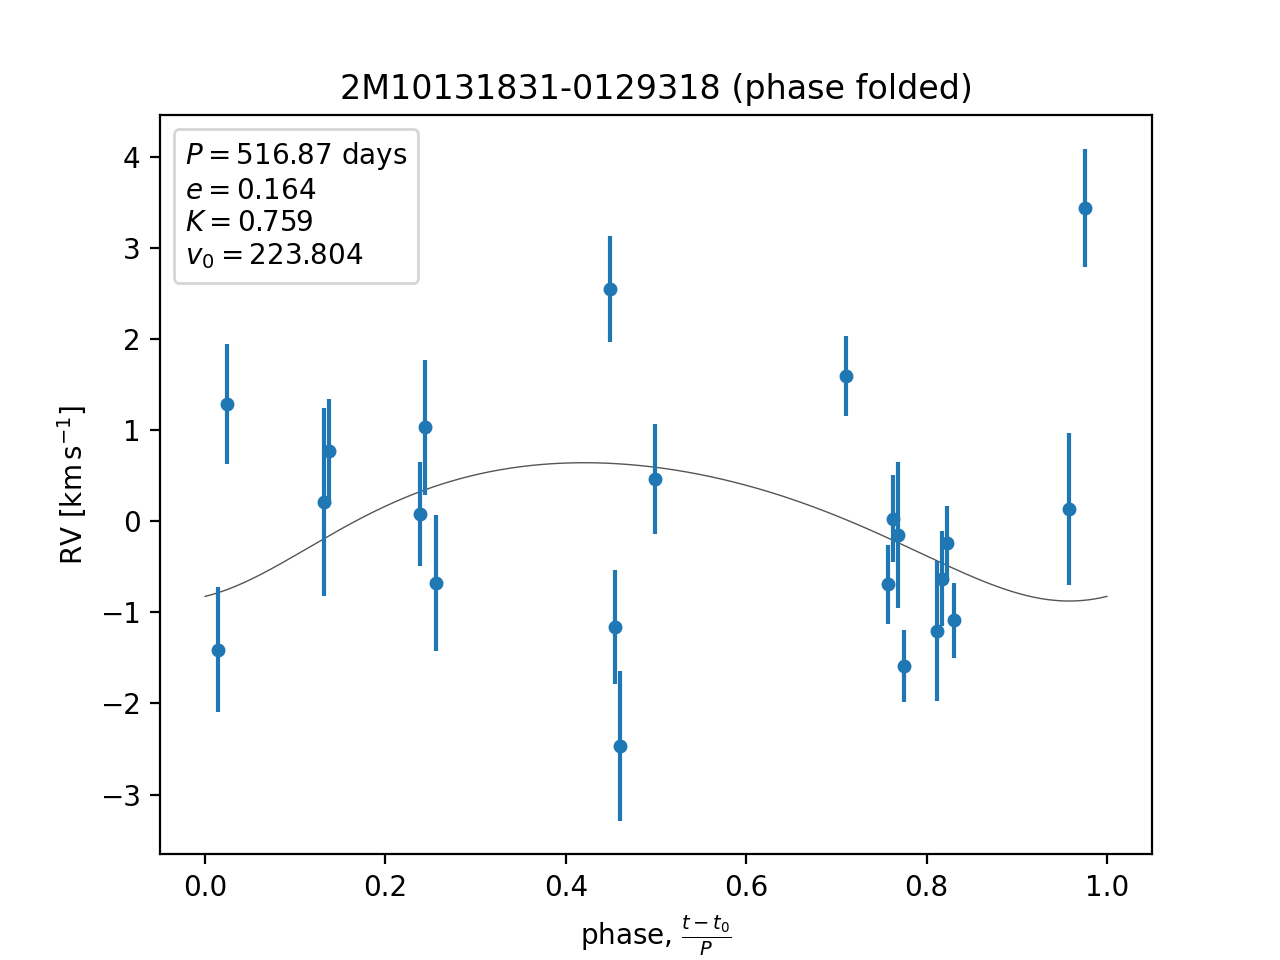 2M10131831-0129318 (phase folded)
P = 516.87 days
e = 0.164
K = 0.759
v₀ = 223.804
4
3
2
1
0
−1
−2
−3
RV [km s⁻¹]
0.0 0.2 0.4 0.6 0.8 1.0
phase, (t − t₀)/P